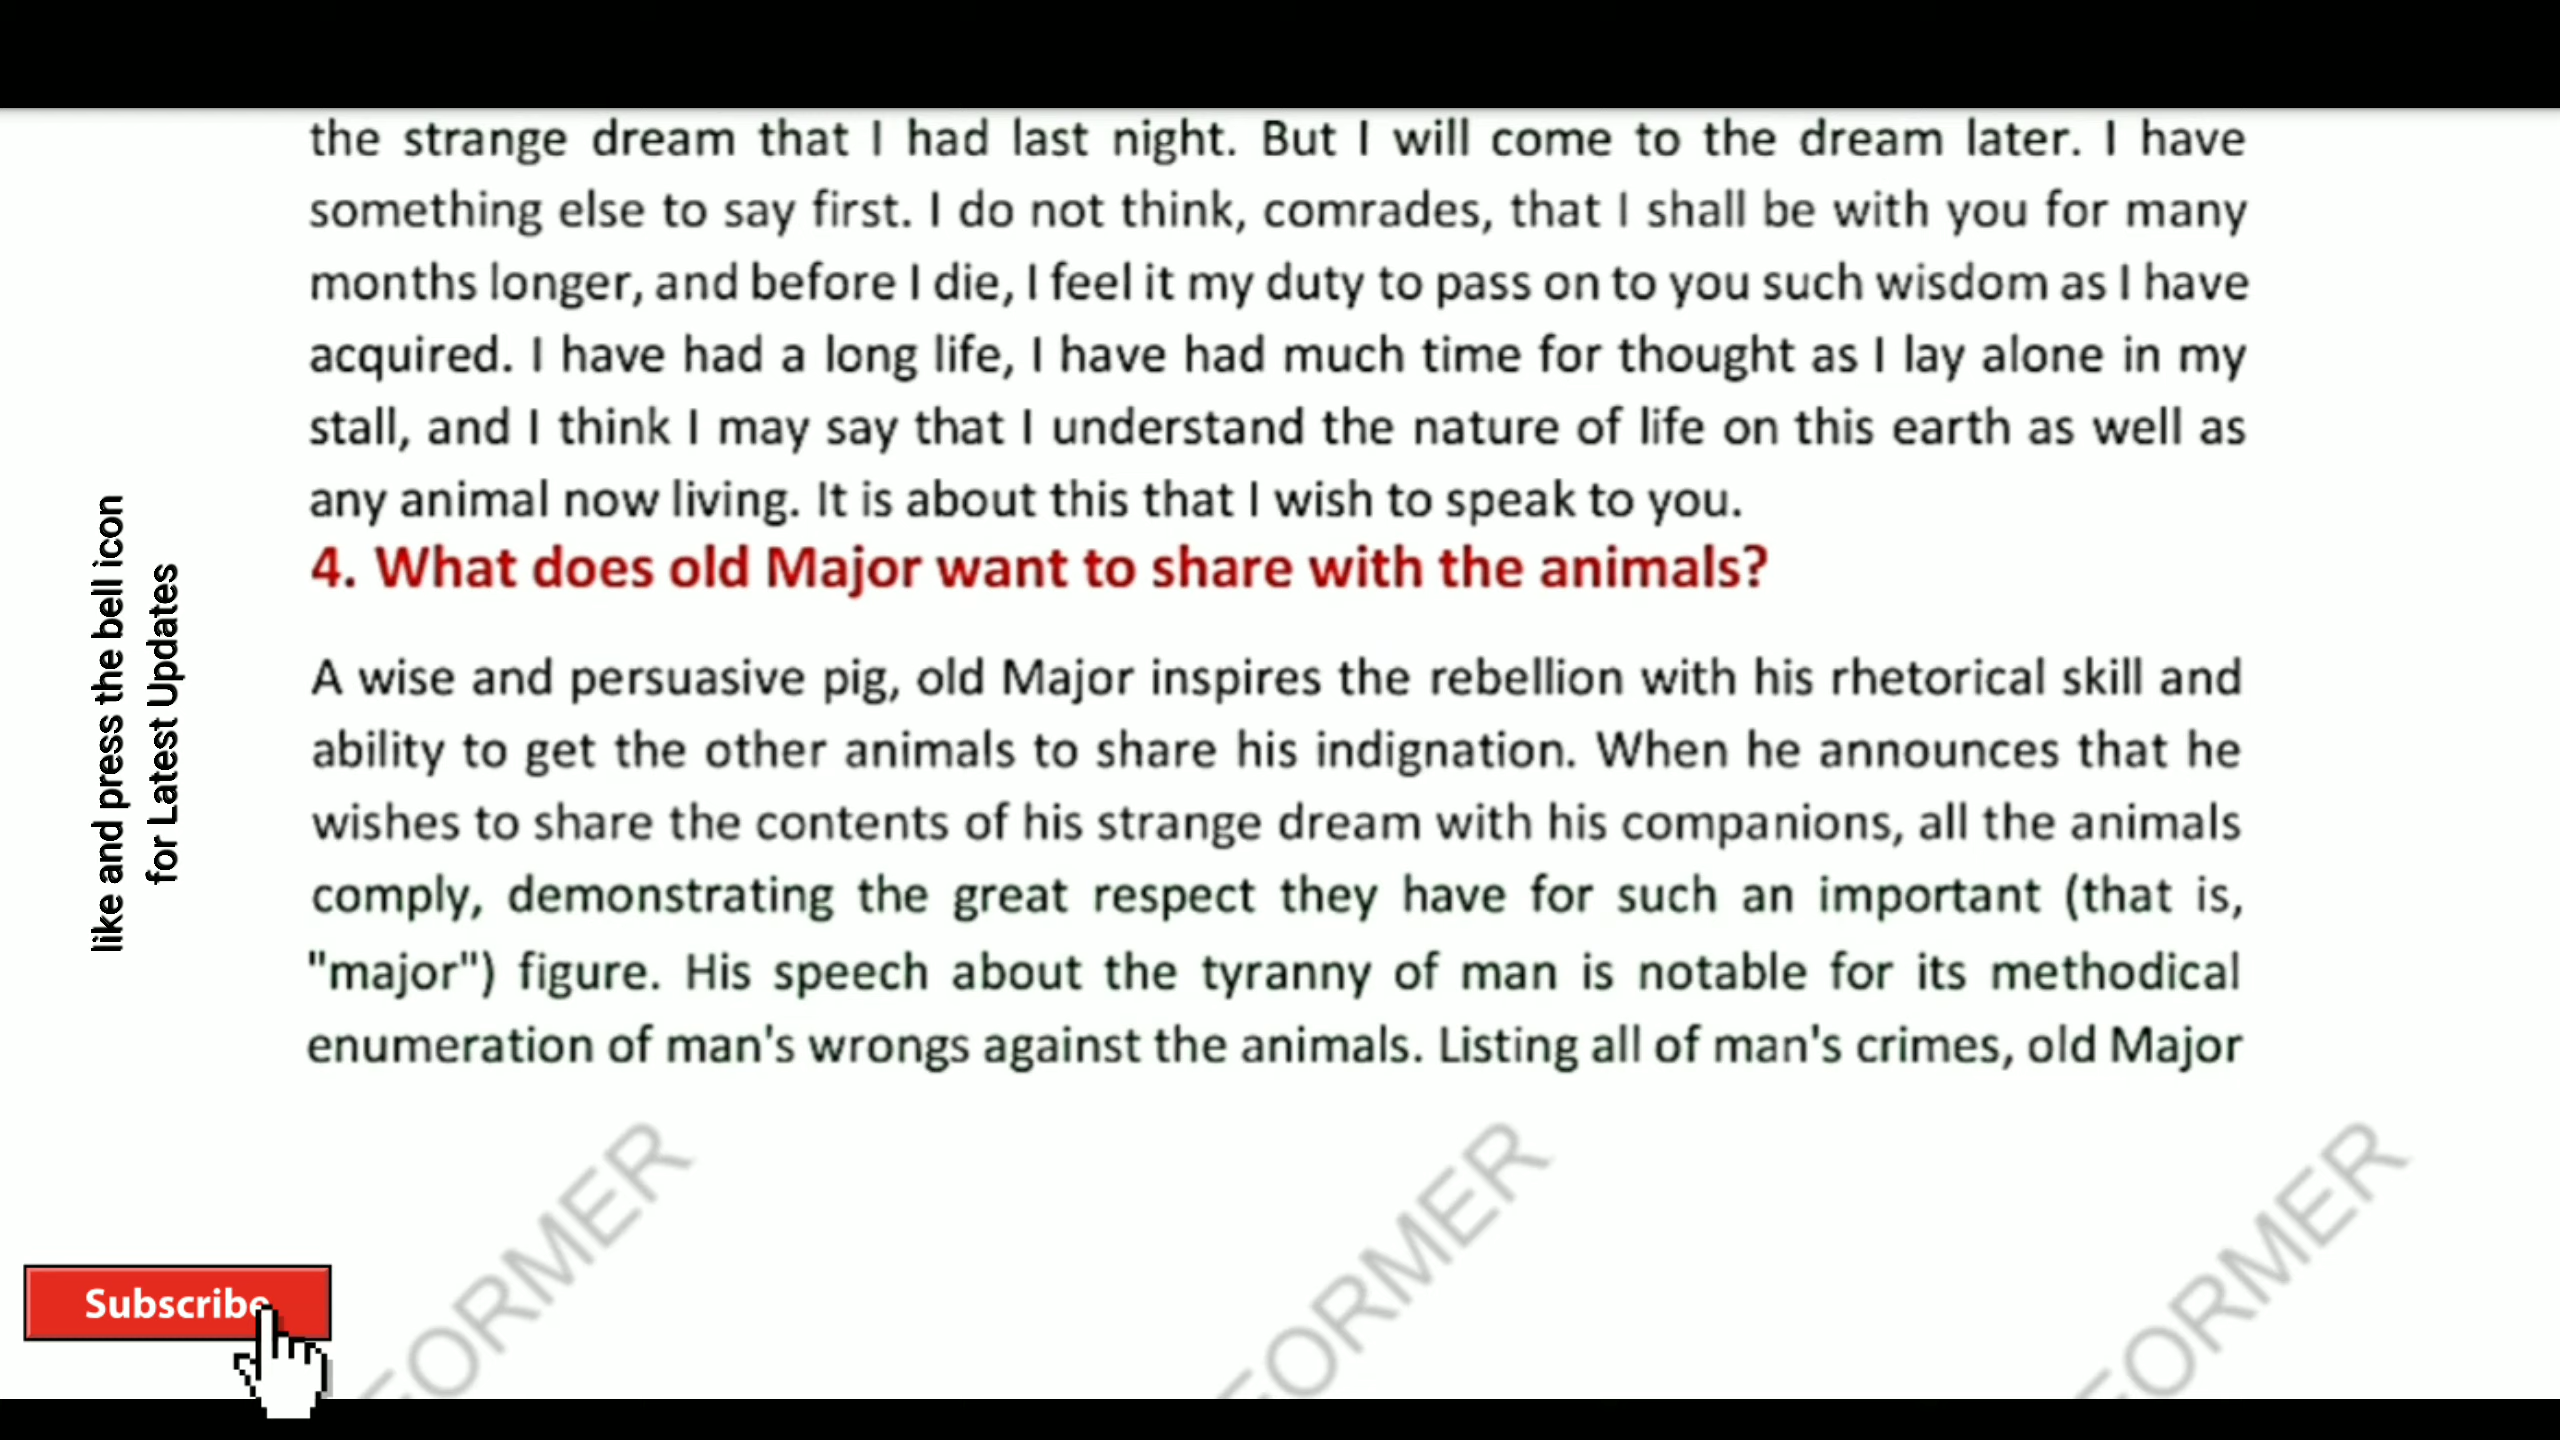 the strange dream that I had last night. But I will come to the dream later. I have
something else to say first. I do not think, comrades, that I shall be with you for many
months longer, and before I die, I feel it my duty to pass on to you such wisdom as I have
acquired. I have had a long life, I have had much time for thought as I lay alone in my
stall, and I think I may say that I understand the nature of life on this earth as well as
any animal now living. It is about this that I wish to speak to you.
4. What does old Major want to share with the animals?
A wise and persuasive pig, old Major inspires the rebellion with his rhetorical skill and
ability to get the other animals to share his indignation. When he announces that he
wishes to share the contents of his strange dream with his companions, all the animals
comply, demonstrating the great respect they have for such an important (that is,
"major") figure. His speech about the tyranny of man is notable for its methodical
enumeration of man's wrongs against the animals. Listing all of man's crimes, old Major
like and press the bell icon
for Latest Updates
Subscribe